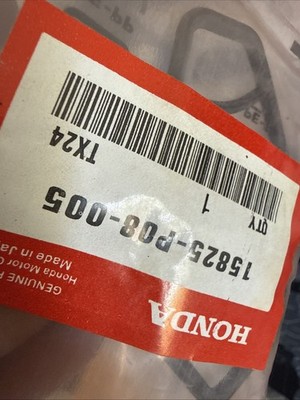 HONDA
GENUINE
Honda Motor
Made in
15825-P08-005
QTY
1
TX24